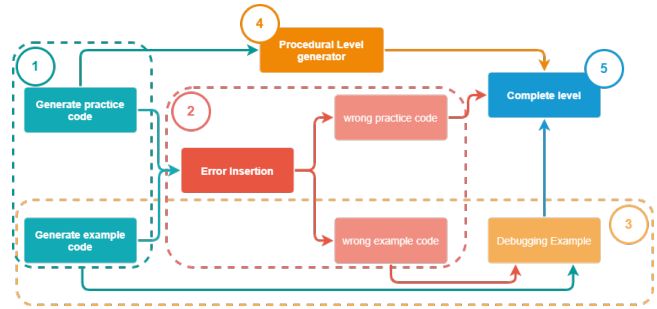 4
Procedural Level
generator
1
5
Generate practice
code
2
wrong practice code
Complete level
Error Insertion
3
Generate example
code
wrong example code
Debugging Example